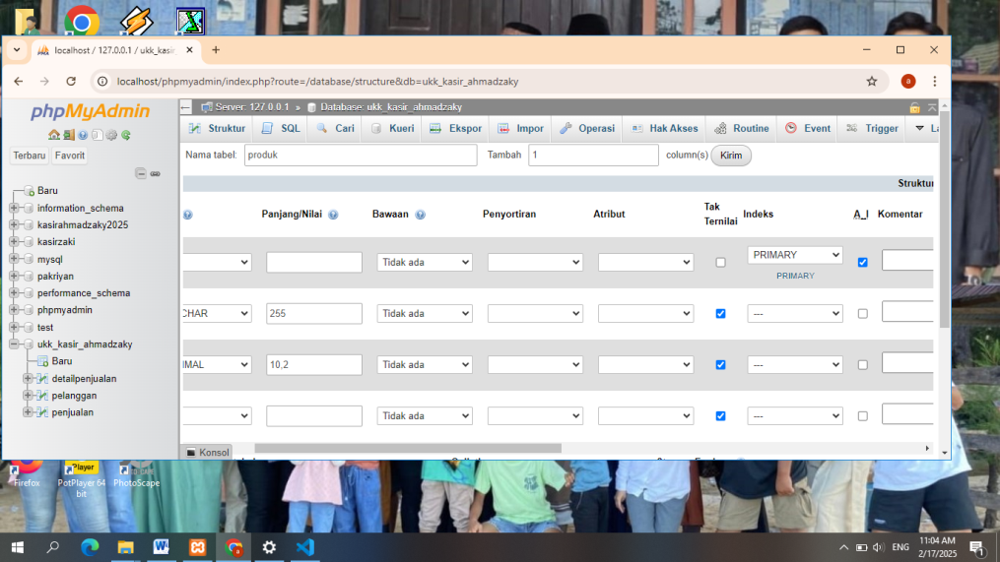 localhost / 127.0.0.1 / ukk_kasir
localhost/phpmyadmin/index.php?route=/database/structure&db=ukk_kasir_ahmadzaky
a
phpMyAdmin
Terbaru Favorit
Baru
information_schema
kasirahmadzaky2025
kasirzaki
mysql
pakriyan
performance_schema
phpmyadmin
test
ukk_kasir_ahmadzaky
Baru
detailpenjualan
pelanggan
penjualan
Server: 127.0.0.1 » Database: ukk_kasir_ahmadzaky
Struktur SQL Cari Kueri Ekspor Impor Operasi Hak Akses Routine Event Trigger La
Nama tabel: produk Tambah 1 column(s) Kirim
Struktur
Panjang/Nilai Bawaan Penyortiran Atribut Tak Ternilai Indeks A_I Komentar
Tidak ada PRIMARY
PRIMARY
CHAR 255 Tidak ada ---
IMAL 10,2 Tidak ada ---
Tidak ada ---
Konsol
Firefox
Player
PotPlayer 64 bit
PhotoScape
ENG
11:04 AM
2/17/2025
1